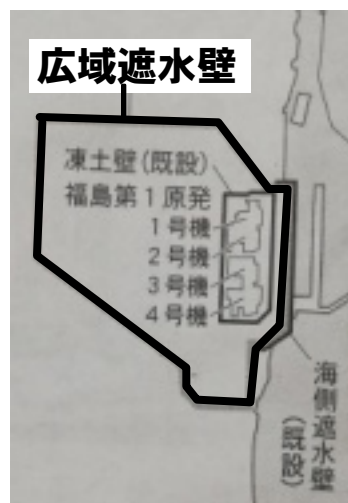 広域遮水壁
凍土壁(既設)
福島第1原発
1号機
2号機
3号機
4号機
海側遮水壁
(既設)